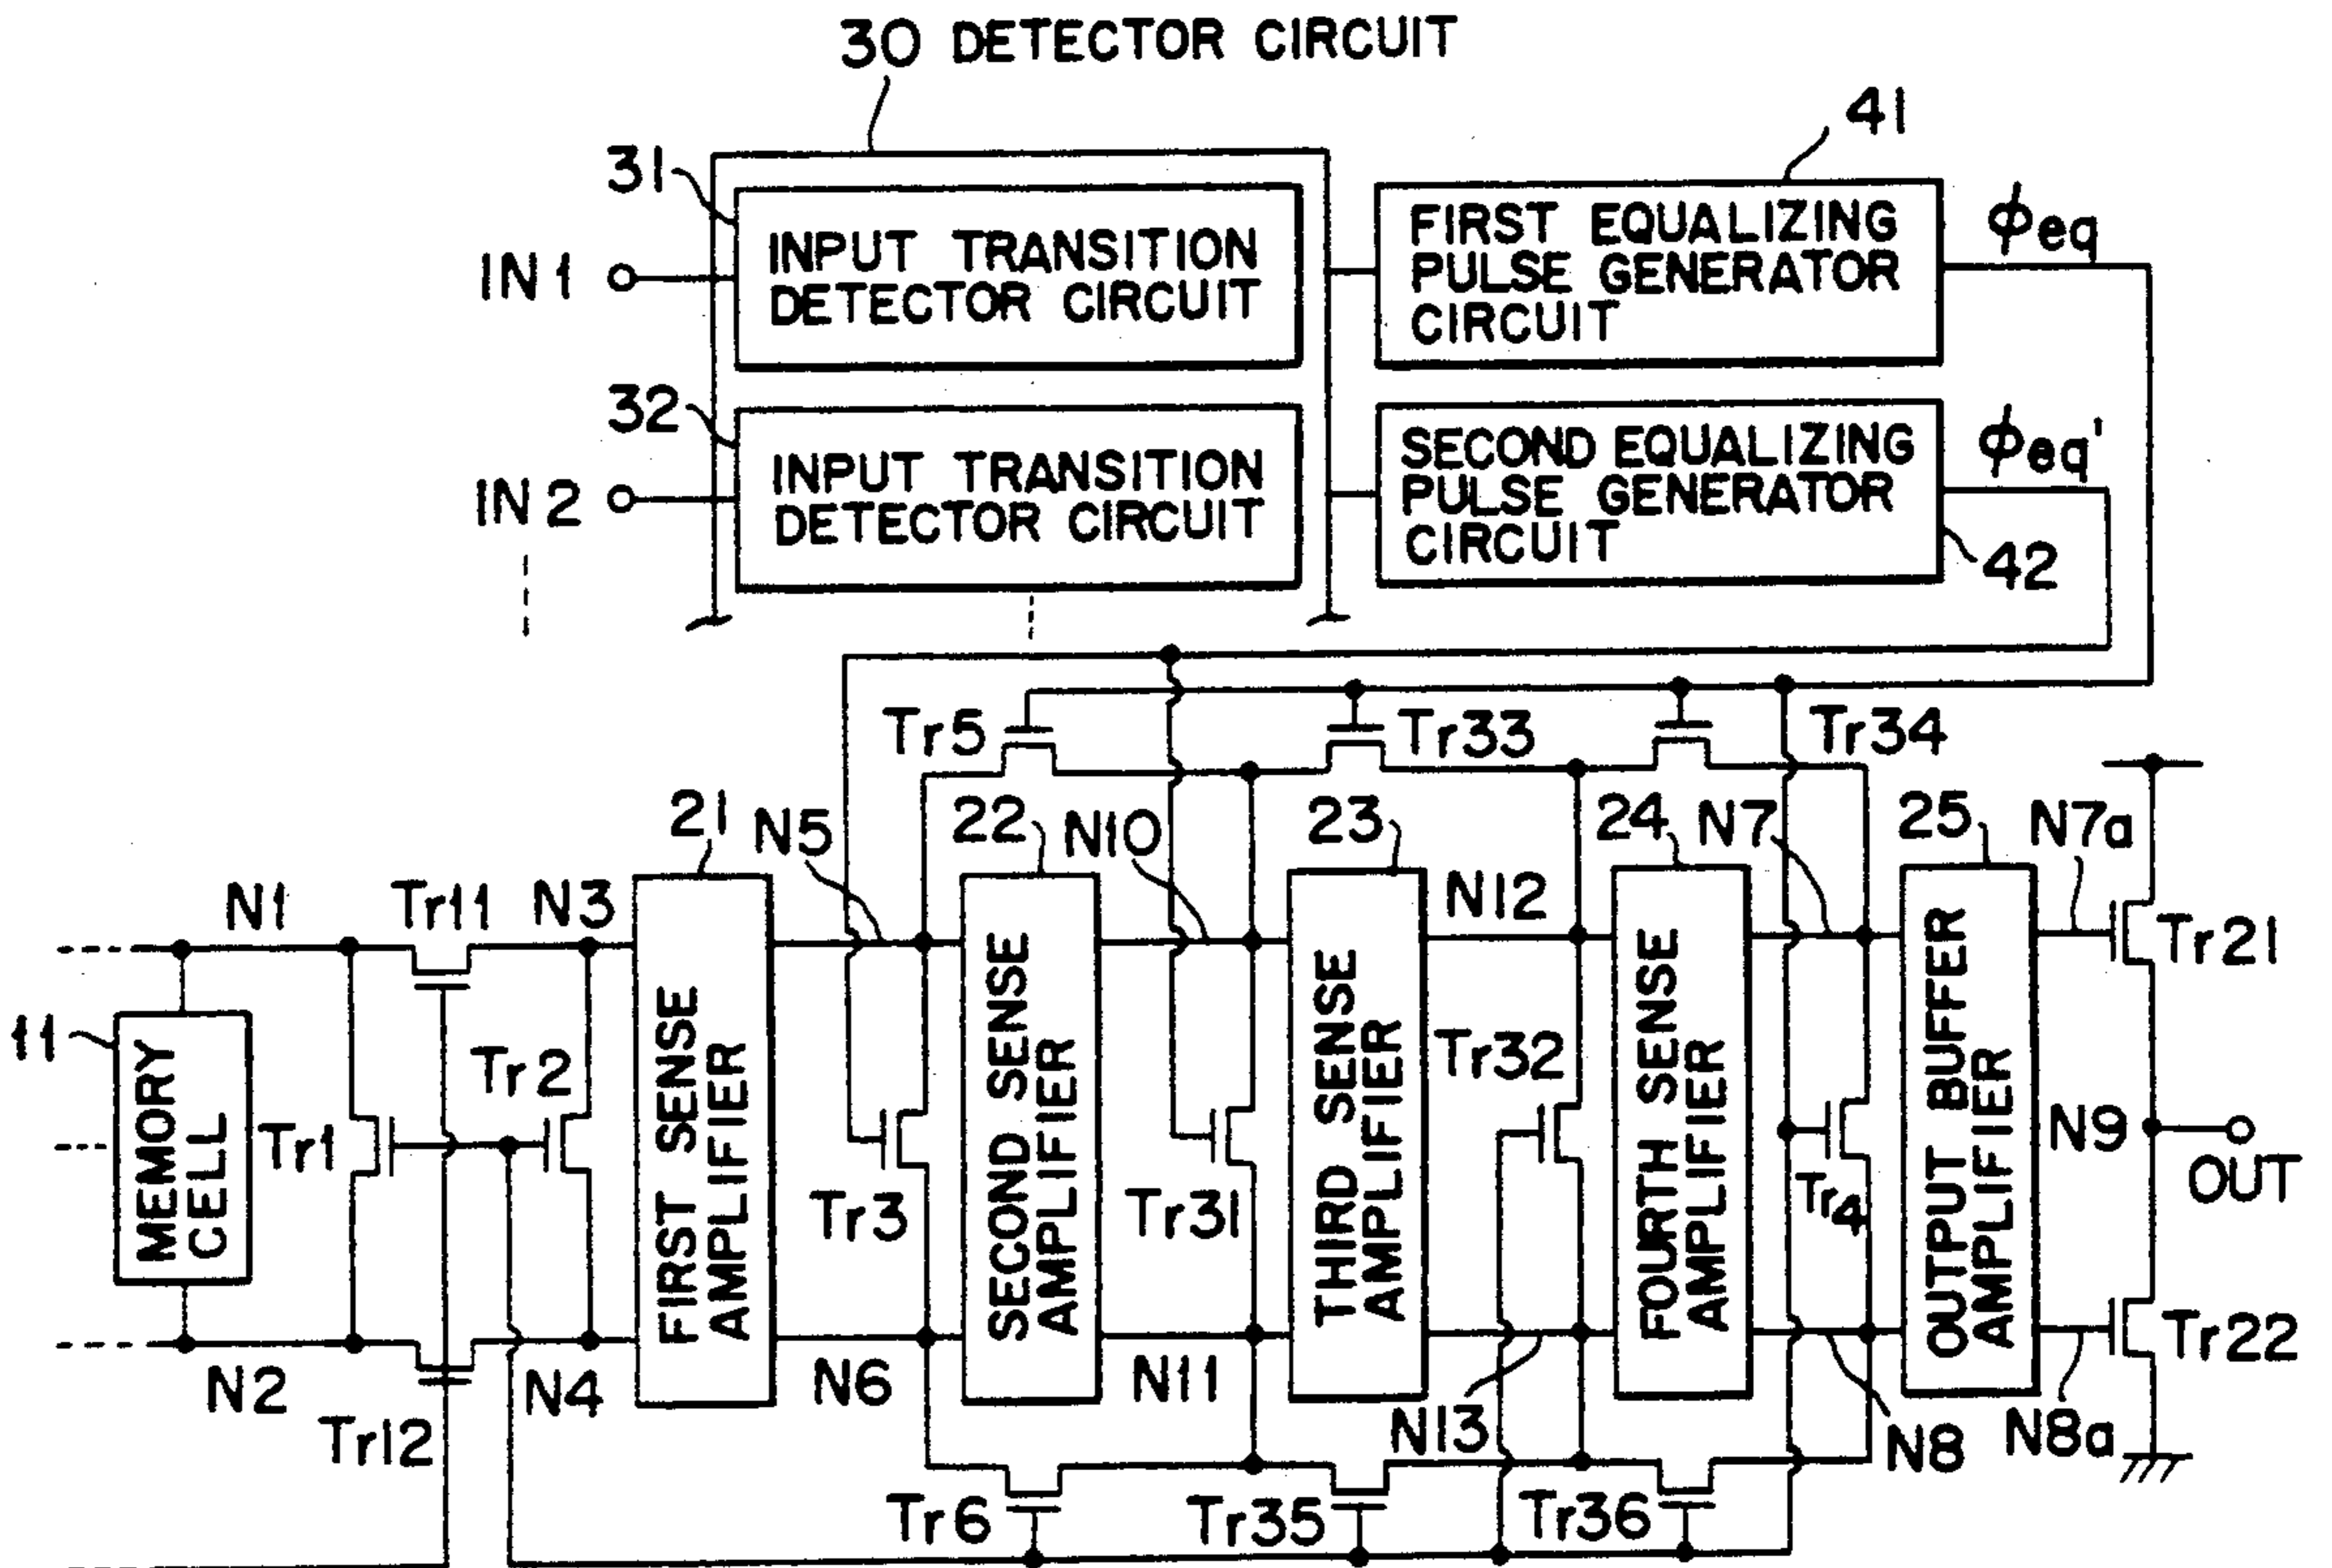 30 DETECTOR CIRCUIT
41
31
INPUT TRANSITION
DETECTOR CIRCUIT
FIRST EQUALIZING
PULSE GENERATOR
CIRCUIT
ϕeq
IN1
32
INPUT TRANSITION
DETECTOR CIRCUIT
SECOND EQUALIZING
PULSE GENERATOR
CIRCUIT
ϕeq'
IN2
42
Tr5
Tr33
Tr34
21
N5
22
N10
23
24
N7
25
N7a
N1
Tr11
N3
N12
Tr21
11
MEMORY
CELL
Tr1
Tr2
FIRST SENSE
AMPLIFIER
Tr3
SECOND SENSE
AMPLIFIER
Tr31
THIRD SENSE
AMPLIFIER
Tr32
FOURTH SENSE
AMPLIFIER
Tr4
OUTPUT BUFFER
AMPLIFIER
N9
OUT
Tr22
N2
Tr12
N4
N6
N11
N13
N8
N8a
Tr6
Tr35
Tr36